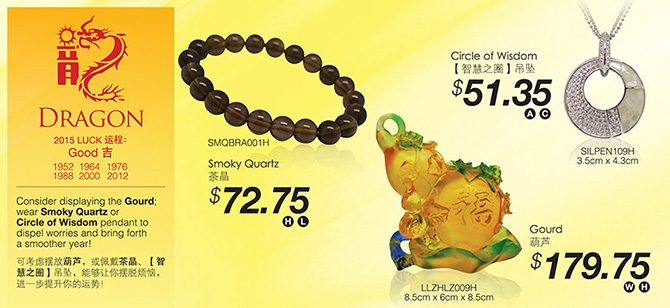 DRAGON
2015 LUCK 运程:
Good 吉
1952 1964 1976
1988 2000 2012
Consider displaying the Gourd;
wear Smoky Quartz or
Circle of Wisdom pendant to
dispel worries and bring forth
a smoother year!
可考虑摆放葫芦，或佩戴茶晶、【智
慧之圈】吊坠，能够让你摆脱烦恼，
进一步提升你的运势!
SMQBRA001H
Smoky Quartz
茶晶
$72.75
H L
Circle of Wisdom
【智慧之圈】吊坠
$51.35
A C
SILPEN109H
3.5cm x 4.3cm
福
Gourd
葫芦
$179.75
W H
LLZHLZ009H
8.5cm x 6cm x 8.5cm